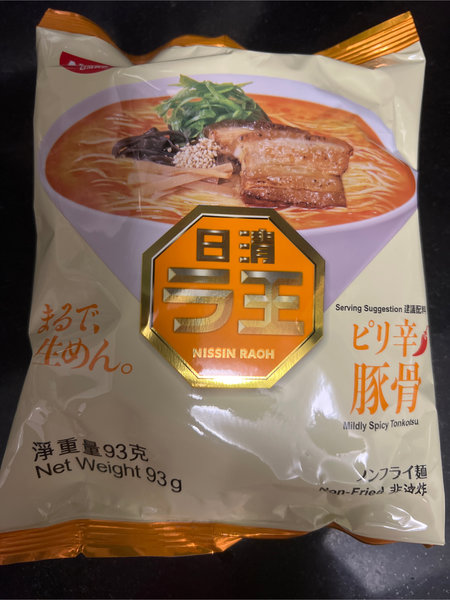 日清
ラ王
NISSIN RAOH
まるで、
生めん。
Serving Suggestion 建議配料
ピリ辛
豚骨
Mildly Spicy Tonkotsu
淨重量93克
Net Weight 93g
ノンフライ麺
Non-Fried 非油炸